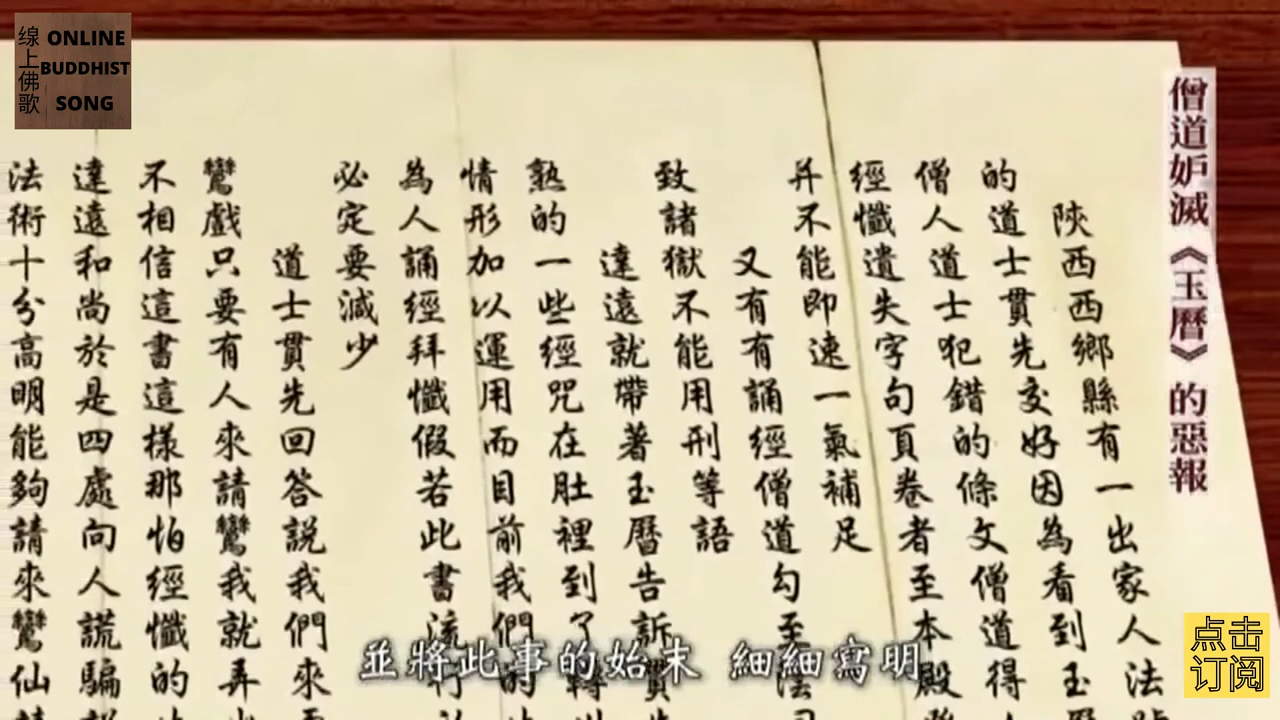 线上佛歌
ONLINE
BUDDHIST
SONG
僧道妒滅《玉曆》的惡報
陝西西鄉縣有一出家人法
的道士貫先交好因為看到玉
僧人道士犯錯的條文僧道得
經懺遺失字句頁卷者至本殿
并不能即速一氣補足
又有有誦經僧道勾至法
致諸獄不能用刑等語
達遠就帶著玉曆告訴貫
熟的一些經咒在肚裡到了
情形加以運用而目前我們的
為人誦經拜懺假若此書流行
必定要減少
道士貫先回答說我們來
鸞戲只要有人來請鸞我就弄
不相信這書這樣那怕經懺的
達遠和尚於是四處向人謊騙
法術十分高明能夠請來鸞仙
並將此事的始末 細細寫明
点击
订阅